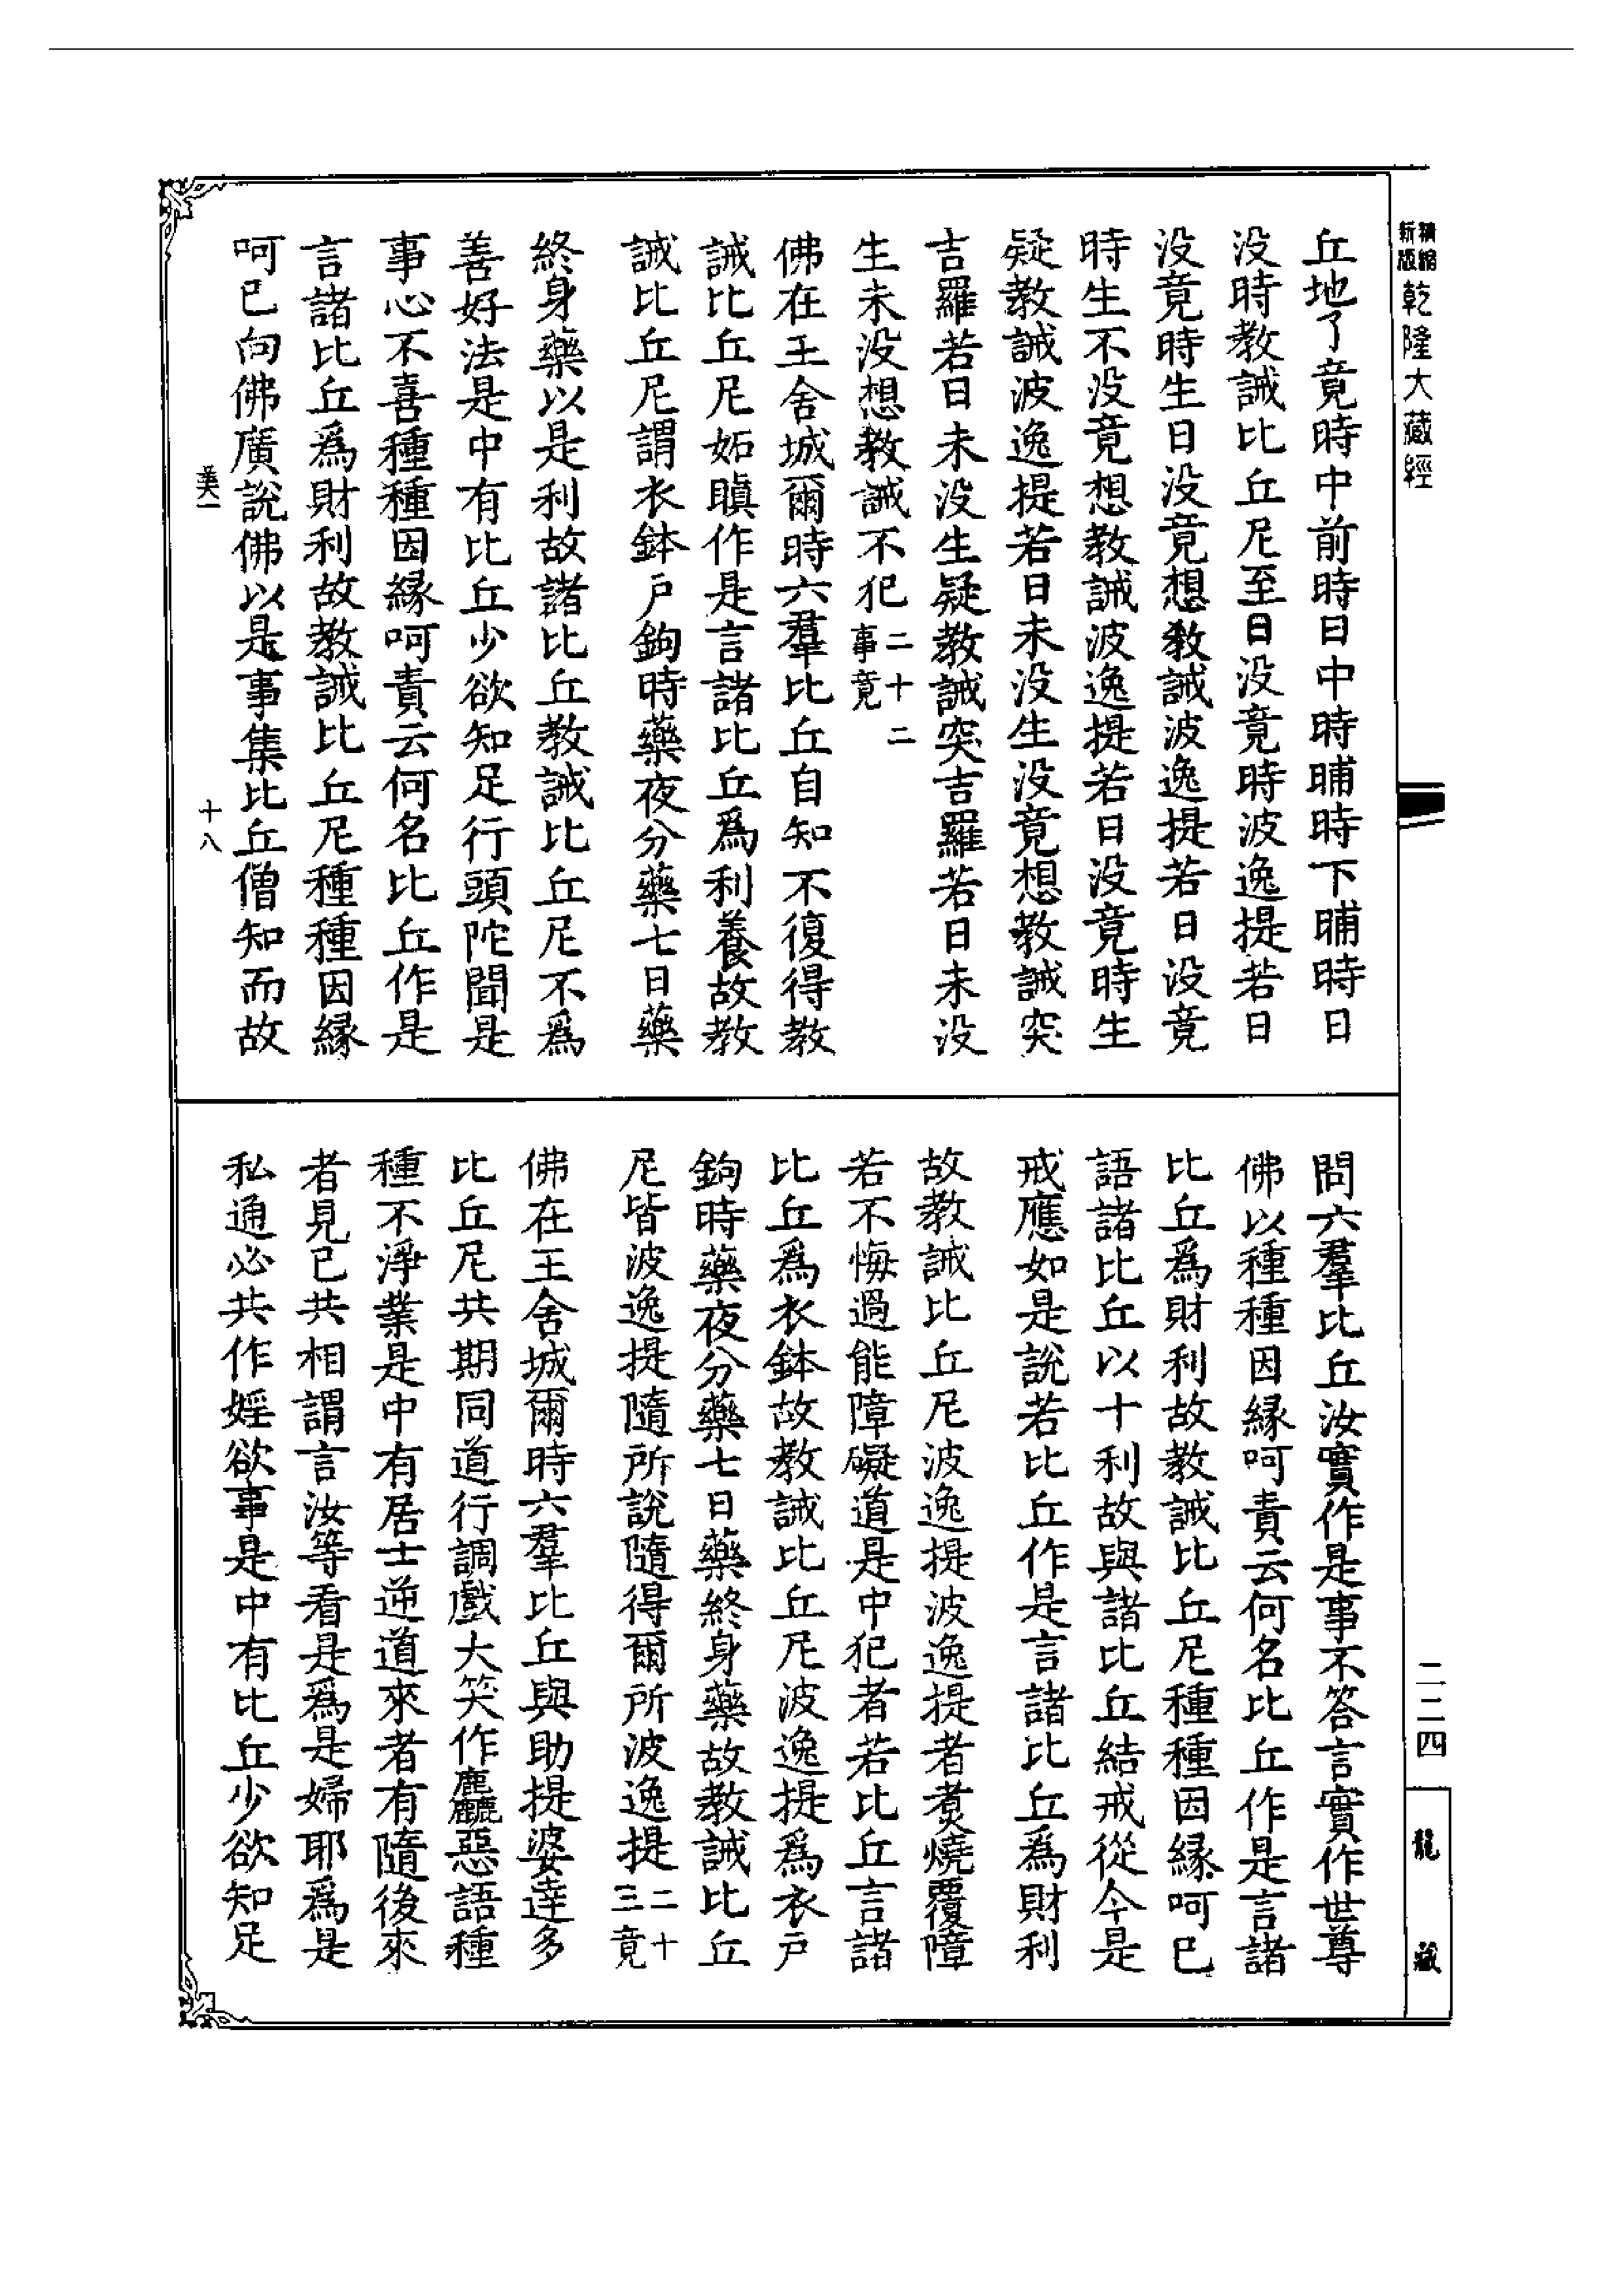 新版精縮乾隆大藏經
丘地了竟時中前時日中時晡時下晡時日
没時教誡比丘尼至日没竟時波逸提若日
没竟時生日没竟想教誡波逸提若日没竟
時生不没竟想教誡波逸提若日没竟時生
疑教誡波逸提若日未没生没竟想教誡突
吉羅若日未没生疑教誡突吉羅若日未没
生未没想教誡不犯二十二事竟
佛在王舍城爾時六羣比丘自知不復得教
誡比丘尼妬瞋作是言諸比丘爲利養故教
誡比丘尼謂衣鉢戸鉤時藥夜分藥七日藥
終身藥以是利故諸比丘教誡比丘尼不爲
善好法是中有比丘少欲知足行頭陀聞是
事心不喜種種因縁呵責云何名比丘作是
言諸比丘爲財利故教誡比丘尼種種因縁
呵已向佛廣說佛以是事集比丘僧知而故
美一 十八
問六羣比丘汝實作是事不答言實作世尊
佛以種種因縁呵責云何名比丘作是言諸
比丘爲財利故教誡比丘尼種種因縁呵已
語諸比丘以十利故與諸比丘結戒從今是
戒應如是說若比丘作是言諸比丘爲財利
故教誡比丘尼波逸提波逸提者煑燒覆障
若不悔過能障礙道是中犯者若比丘言諸
比丘爲衣鉢故教誡比丘尼波逸提爲衣戸
鉤時藥夜分藥七日藥終身藥故教誡比丘
尼皆波逸提隨所說隨得爾所波逸提二十三竟
佛在王舍城爾時六羣比丘與助提婆達多
比丘尼共期同道行調戲大笑作麤惡語種
種不淨業是中有居士逆道來者有隨後來
者見已共相謂言汝等看是爲是婦耶爲是
私通必共作婬欲事是中有比丘少欲知足
二二四
龍藏